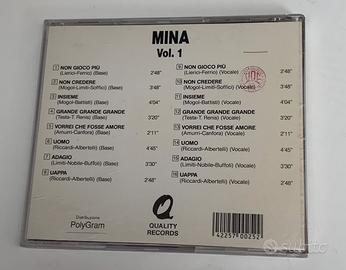 MINA
Vol. 1
1 NON GIOCO PIÙ
(Lierici-Ferrio) (Base) 2'48"
2 NON CREDERE
(Mogol-Limiti-Soffici) (Base) 2'48"
3 INSIEME
(Mogol-Battisti) (Base) 4'04"
4 GRANDE GRANDE GRANDE
(Testa-T. Renis) (Base) 3'20"
5 VORREI CHE FOSSE AMORE
(Amurri-Canfora) (Base) 2'11"
6 UOMO
(Riccardi-Albertelli) (Base) 4'45"
7 ADAGIO
(Limiti-Nobile-Buffoli) (Base) 3'30"
8 UAPPA
(Riccardi-Albertelli) (Base) 2'48"
9 NON GIOCO PIÙ
(Lierici-Ferrio) (Vocale) 2'48"
10 NON CREDERE
(Mogol-Limiti-Soffici) (Vocale) 2'48"
11 INSIEME
(Mogol-Battisti) (Vocale) 4'04"
12 GRANDE GRANDE GRANDE
(Testa-T. Renis) (Vocale) 3'20"
13 VORREI CHE FOSSE AMORE
(Amurri-Canfora) (Vocale) 2'11"
14 UOMO
(Riccardi-Albertelli) (Vocale) 4'45"
15 ADAGIO
(Limiti-Nobile-Buffoli) (Vocale) 3'30"
16 UAPPA
(Riccardi-Albertelli) (Vocale) 2'48"
Distribuzione
PolyGram
Q
QUALITY
RECORDS
42257 00252
subito